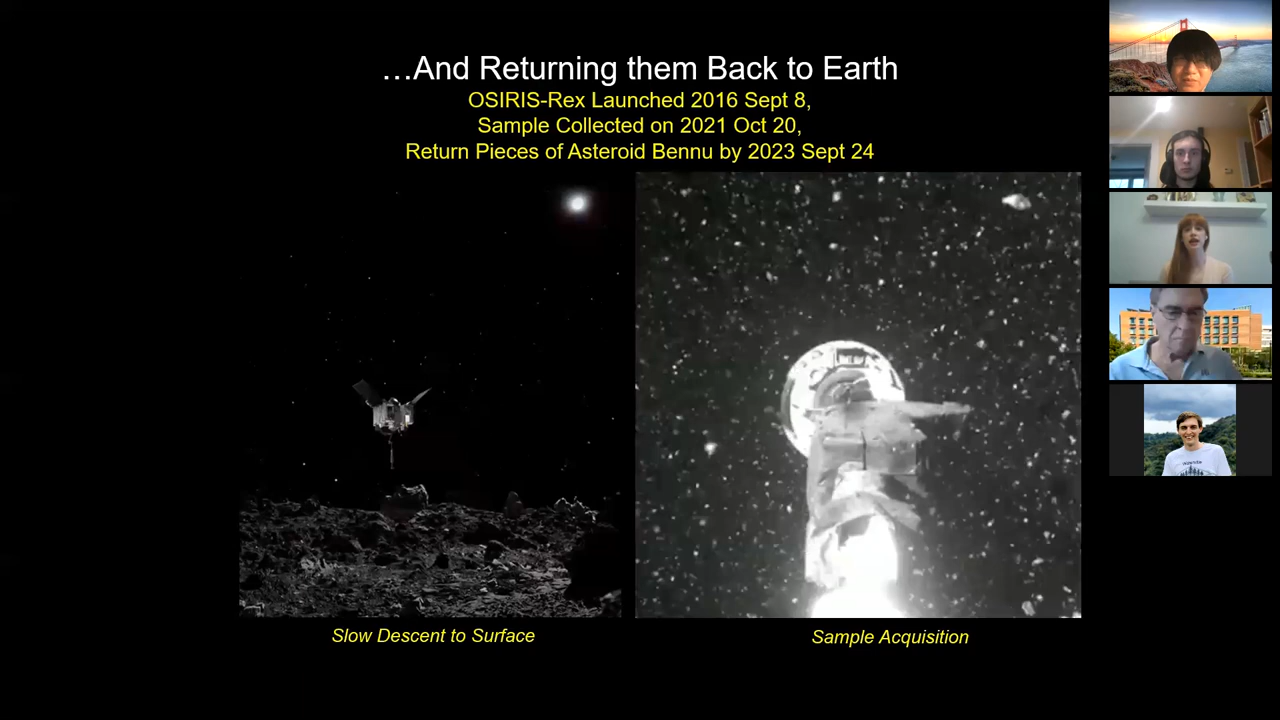 …And Returning them Back to Earth
OSIRIS-Rex Launched 2016 Sept 8,
Sample Collected on 2021 Oct 20,
Return Pieces of Asteroid Bennu by 2023 Sept 24
Slow Descent to Surface
Sample Acquisition